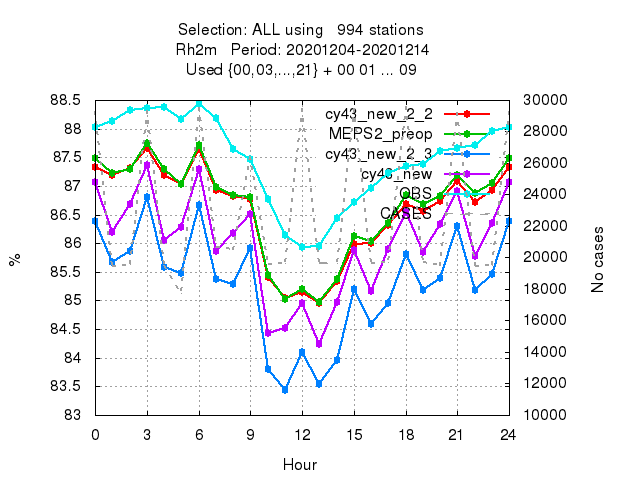 Selection: ALL using   994 stations
Rh2m   Period: 20201204-20201214
Used {00,03,...,21} + 00 01 ... 09
88.5
88
87.5
87
86.5
86
85.5
85
84.5
84
83.5
83
%
cy43_new_2_2
MEPS2_preop
cy43_new_2_3
cy43_new
OBS
CASES
30000
28000
26000
24000
22000
20000
18000
16000
14000
12000
10000
No cases
0 3 6 9 12 15 18 21 24
Hour